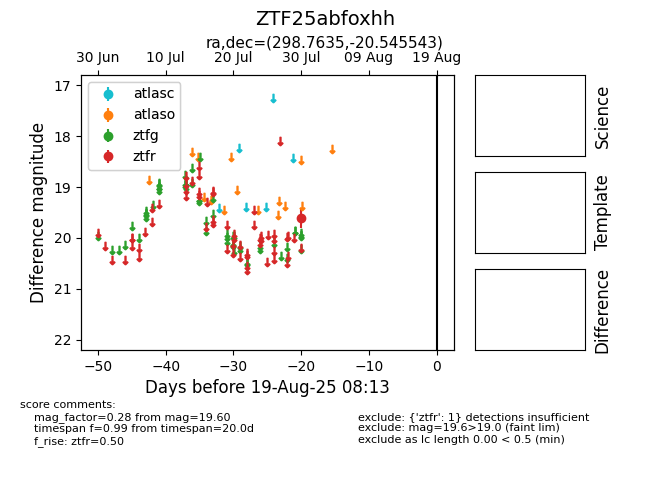 ZTF25abfoxhh
ra,dec=(298.7635,-20.545543)
30 Jun 10 Jul 20 Jul 30 Jul 09 Aug 19 Aug
17
18
19
20
21
22
Difference magnitude
atlasc
atlaso
ztfg
ztfr
−50 −40 −30 −20 −10 0
Days before 19-Aug-25 08:13
Science
Template
Difference
score comments:
mag_factor=0.28 from mag=19.60
timespan f=0.99 from timespan=20.0d
f_rise: ztfr=0.50
exclude: {'ztfr': 1} detections insufficient
exclude: mag=19.6>19.0 (faint lim)
exclude as lc length 0.00 < 0.5 (min)